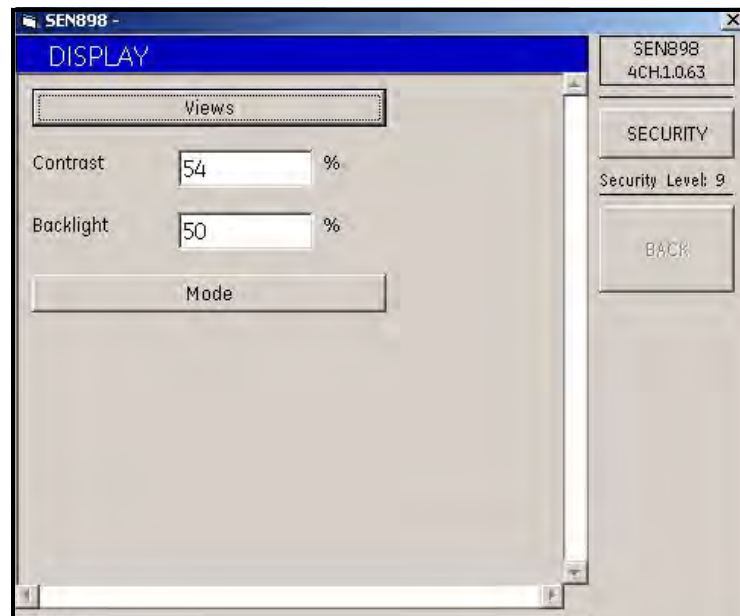 SEN898 -
DISPLAY
SEN898
4CH.1.0.63
Views
SECURITY
Contrast 54 %
Security Level: 9
Backlight 50 %
BACK
Mode